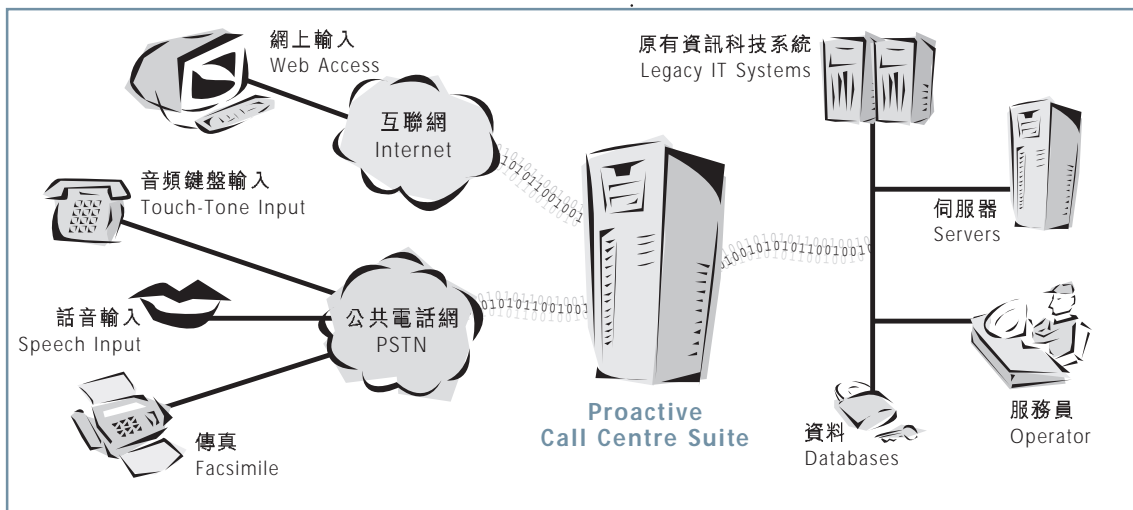 網上輸入
Web Access
互聯網
Internet
音頻鍵盤輸入
Touch-Tone Input
話音輸入
Speech Input
公共電話網
PSTN
傳真
Facsimile
Proactive
Call Centre Suite
原有資訊科技系統
Legacy IT Systems
伺服器
Servers
服務員
Operator
資料
Databases